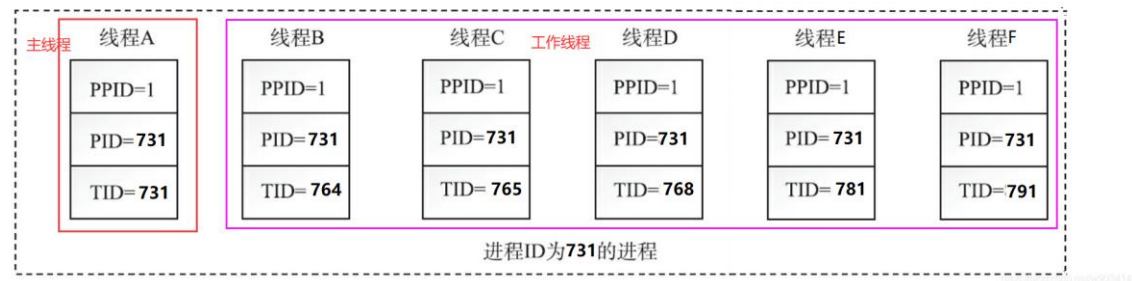 主线程 线程A 线程B 线程C 工作线程 线程D 线程E 线程F
PPID=1 PPID=1 PPID=1 PPID=1 PPID=1 PPID=1
PID=731 PID=731 PID=731 PID=731 PID=731 PID=731
TID=731 TID=764 TID=765 TID=768 TID=781 TID=791
进程ID为731的进程